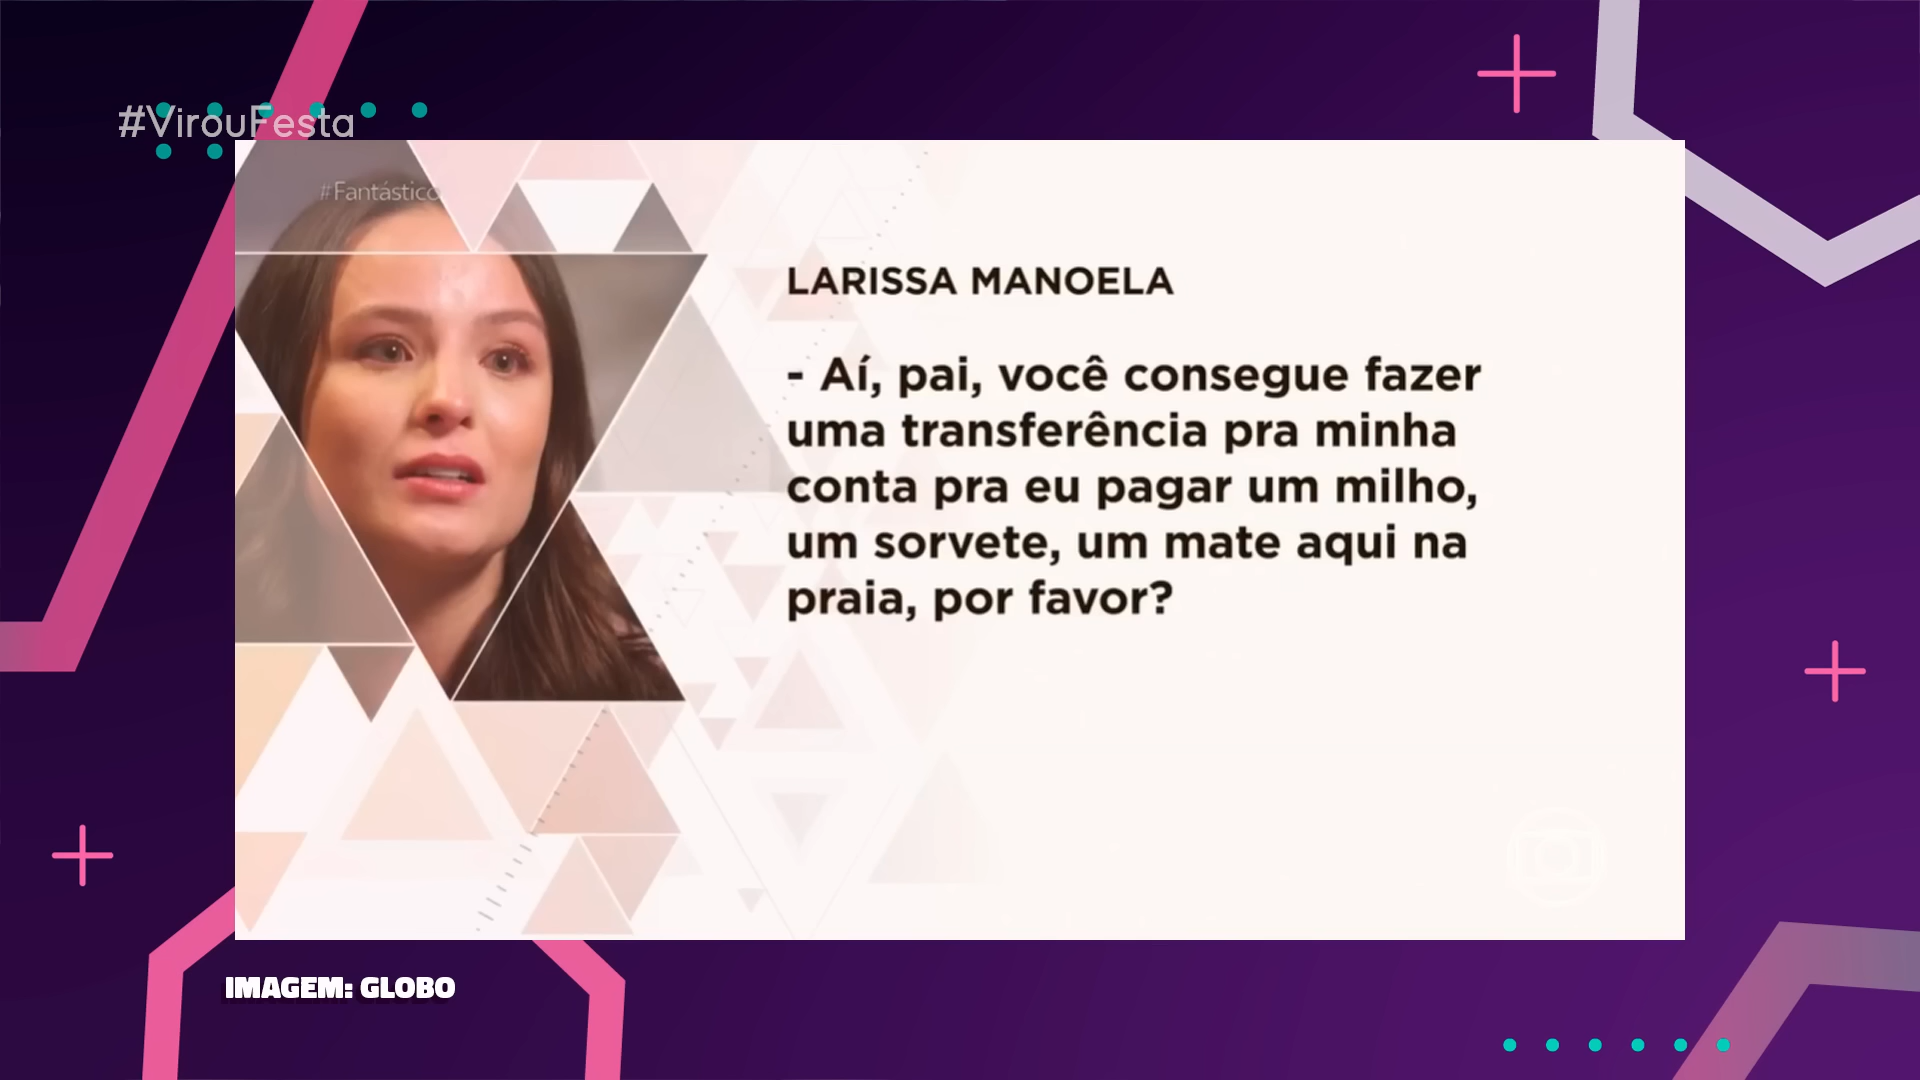 #VirouFesta
#Fantástico
LARISSA MANOELA
- Aí, pai, você consegue fazer
uma transferência pra minha
conta pra eu pagar um milho,
um sorvete, um mate aqui na
praia, por favor?
IMAGEM: GLOBO